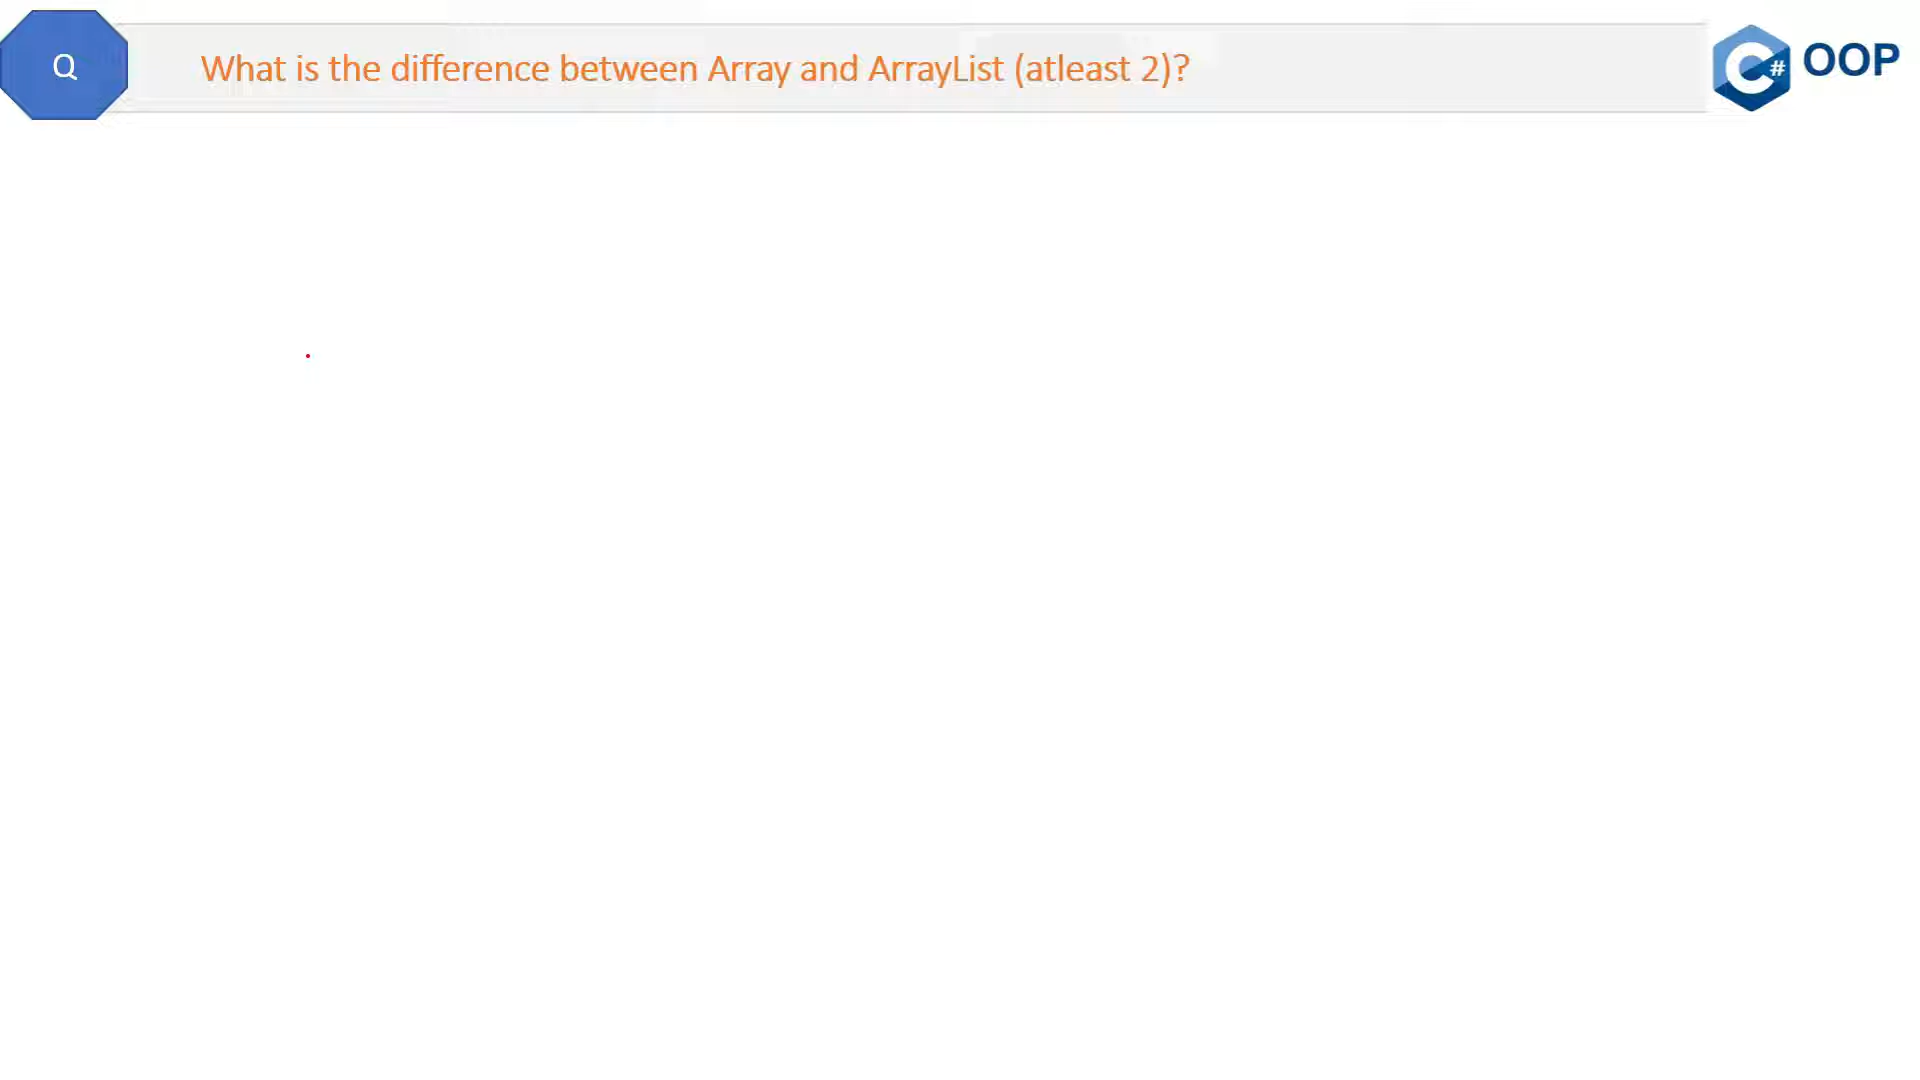 Q
What is the difference between Array and ArrayList (atleast 2)?
C# OOP